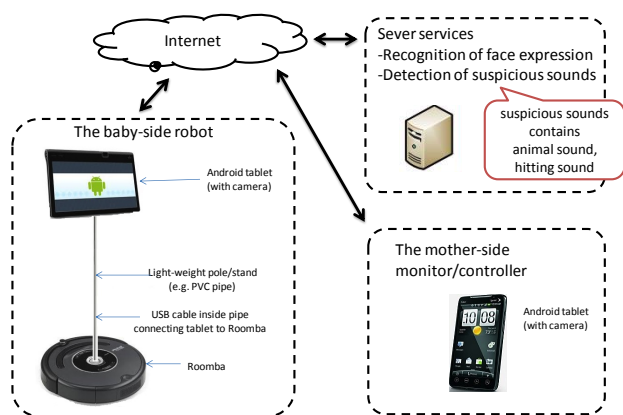 Internet
Sever services
-Recognition of face expression
-Detection of suspicious sounds
suspicious sounds
contains
animal sound,
hitting sound
The baby-side robot
Android tablet
(with camera)
Light-weight pole/stand
(e.g. PVC pipe)
USB cable inside pipe
connecting tablet to Roomba
Roomba
The mother-side
monitor/controller
10 08
Android tablet
(with camera)